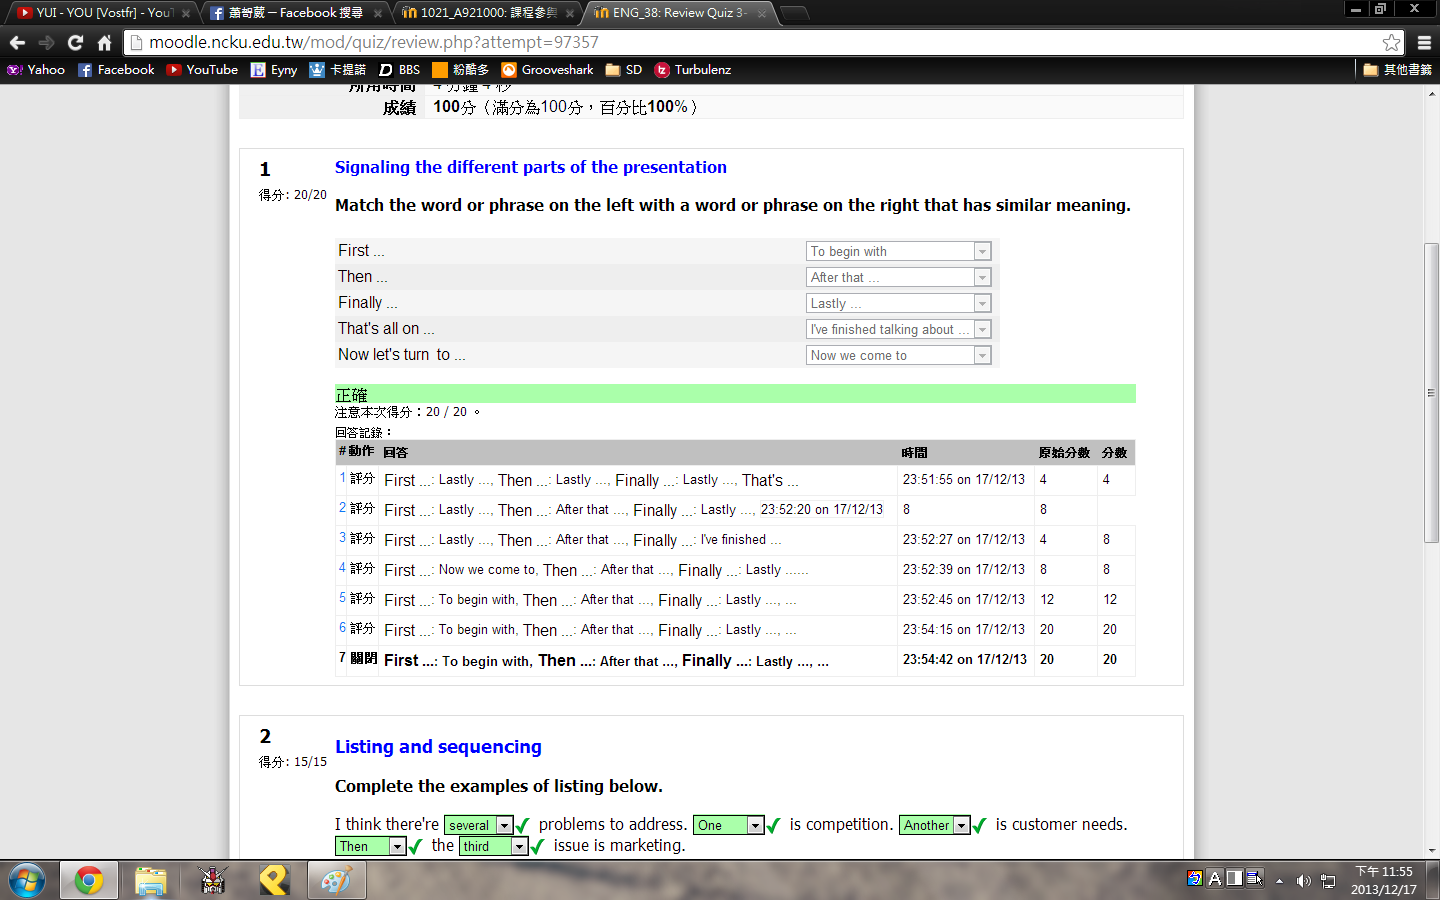 YUI - YOU [Vostfr] - YouT
蕭哿葳 － Facebook 搜尋
1021_A921000: 課程參與
ENG_38: Review Quiz 3-
moodle.ncku.edu.tw/mod/quiz/review.php?attempt=97357
Yahoo Facebook YouTube Eyny 卡提諾 BBS 粉酷多 Grooveshark SD Turbulenz 其他書籤
所用時間 4 分鐘 4 秒
成績 100分（滿分為100分，百分比100%）
1 Signaling the different parts of the presentation
得分: 20/20
Match the word or phrase on the left with a word or phrase on the right that has similar meaning.
First ... To begin with
Then ... After that ...
Finally ... Lastly ...
That's all on ... I've finished talking about ...
Now let's turn to ... Now we come to
正確
注意本次得分：20 / 20 。
回答記錄：
# 動作 回答 時間 原始分數 分數
1 評分 First ...: Lastly ..., Then ...: Lastly ..., Finally ...: Lastly ..., That's ... 23:51:55 on 17/12/13 4 4
2 評分 First ...: Lastly ..., Then ...: After that ..., Finally ...: Lastly ..., 23:52:20 on 17/12/13 8 8
3 評分 First ...: Lastly ..., Then ...: After that ..., Finally ...: I've finished ... 23:52:27 on 17/12/13 4 8
4 評分 First ...: Now we come to, Then ...: After that ..., Finally ...: Lastly ...... 23:52:39 on 17/12/13 8 8
5 評分 First ...: To begin with, Then ...: After that ..., Finally ...: Lastly ..., ... 23:52:45 on 17/12/13 12 12
6 評分 First ...: To begin with, Then ...: After that ..., Finally ...: Lastly ..., ... 23:54:15 on 17/12/13 20 20
7 關閉 First ...: To begin with, Then ...: After that ..., Finally ...: Lastly ..., ... 23:54:42 on 17/12/13 20 20
2 Listing and sequencing
得分: 15/15
Complete the examples of listing below.
I think there're several problems to address. One is competition. Another is customer needs.
Then the third issue is marketing.
A 下午 11:55
2013/12/17